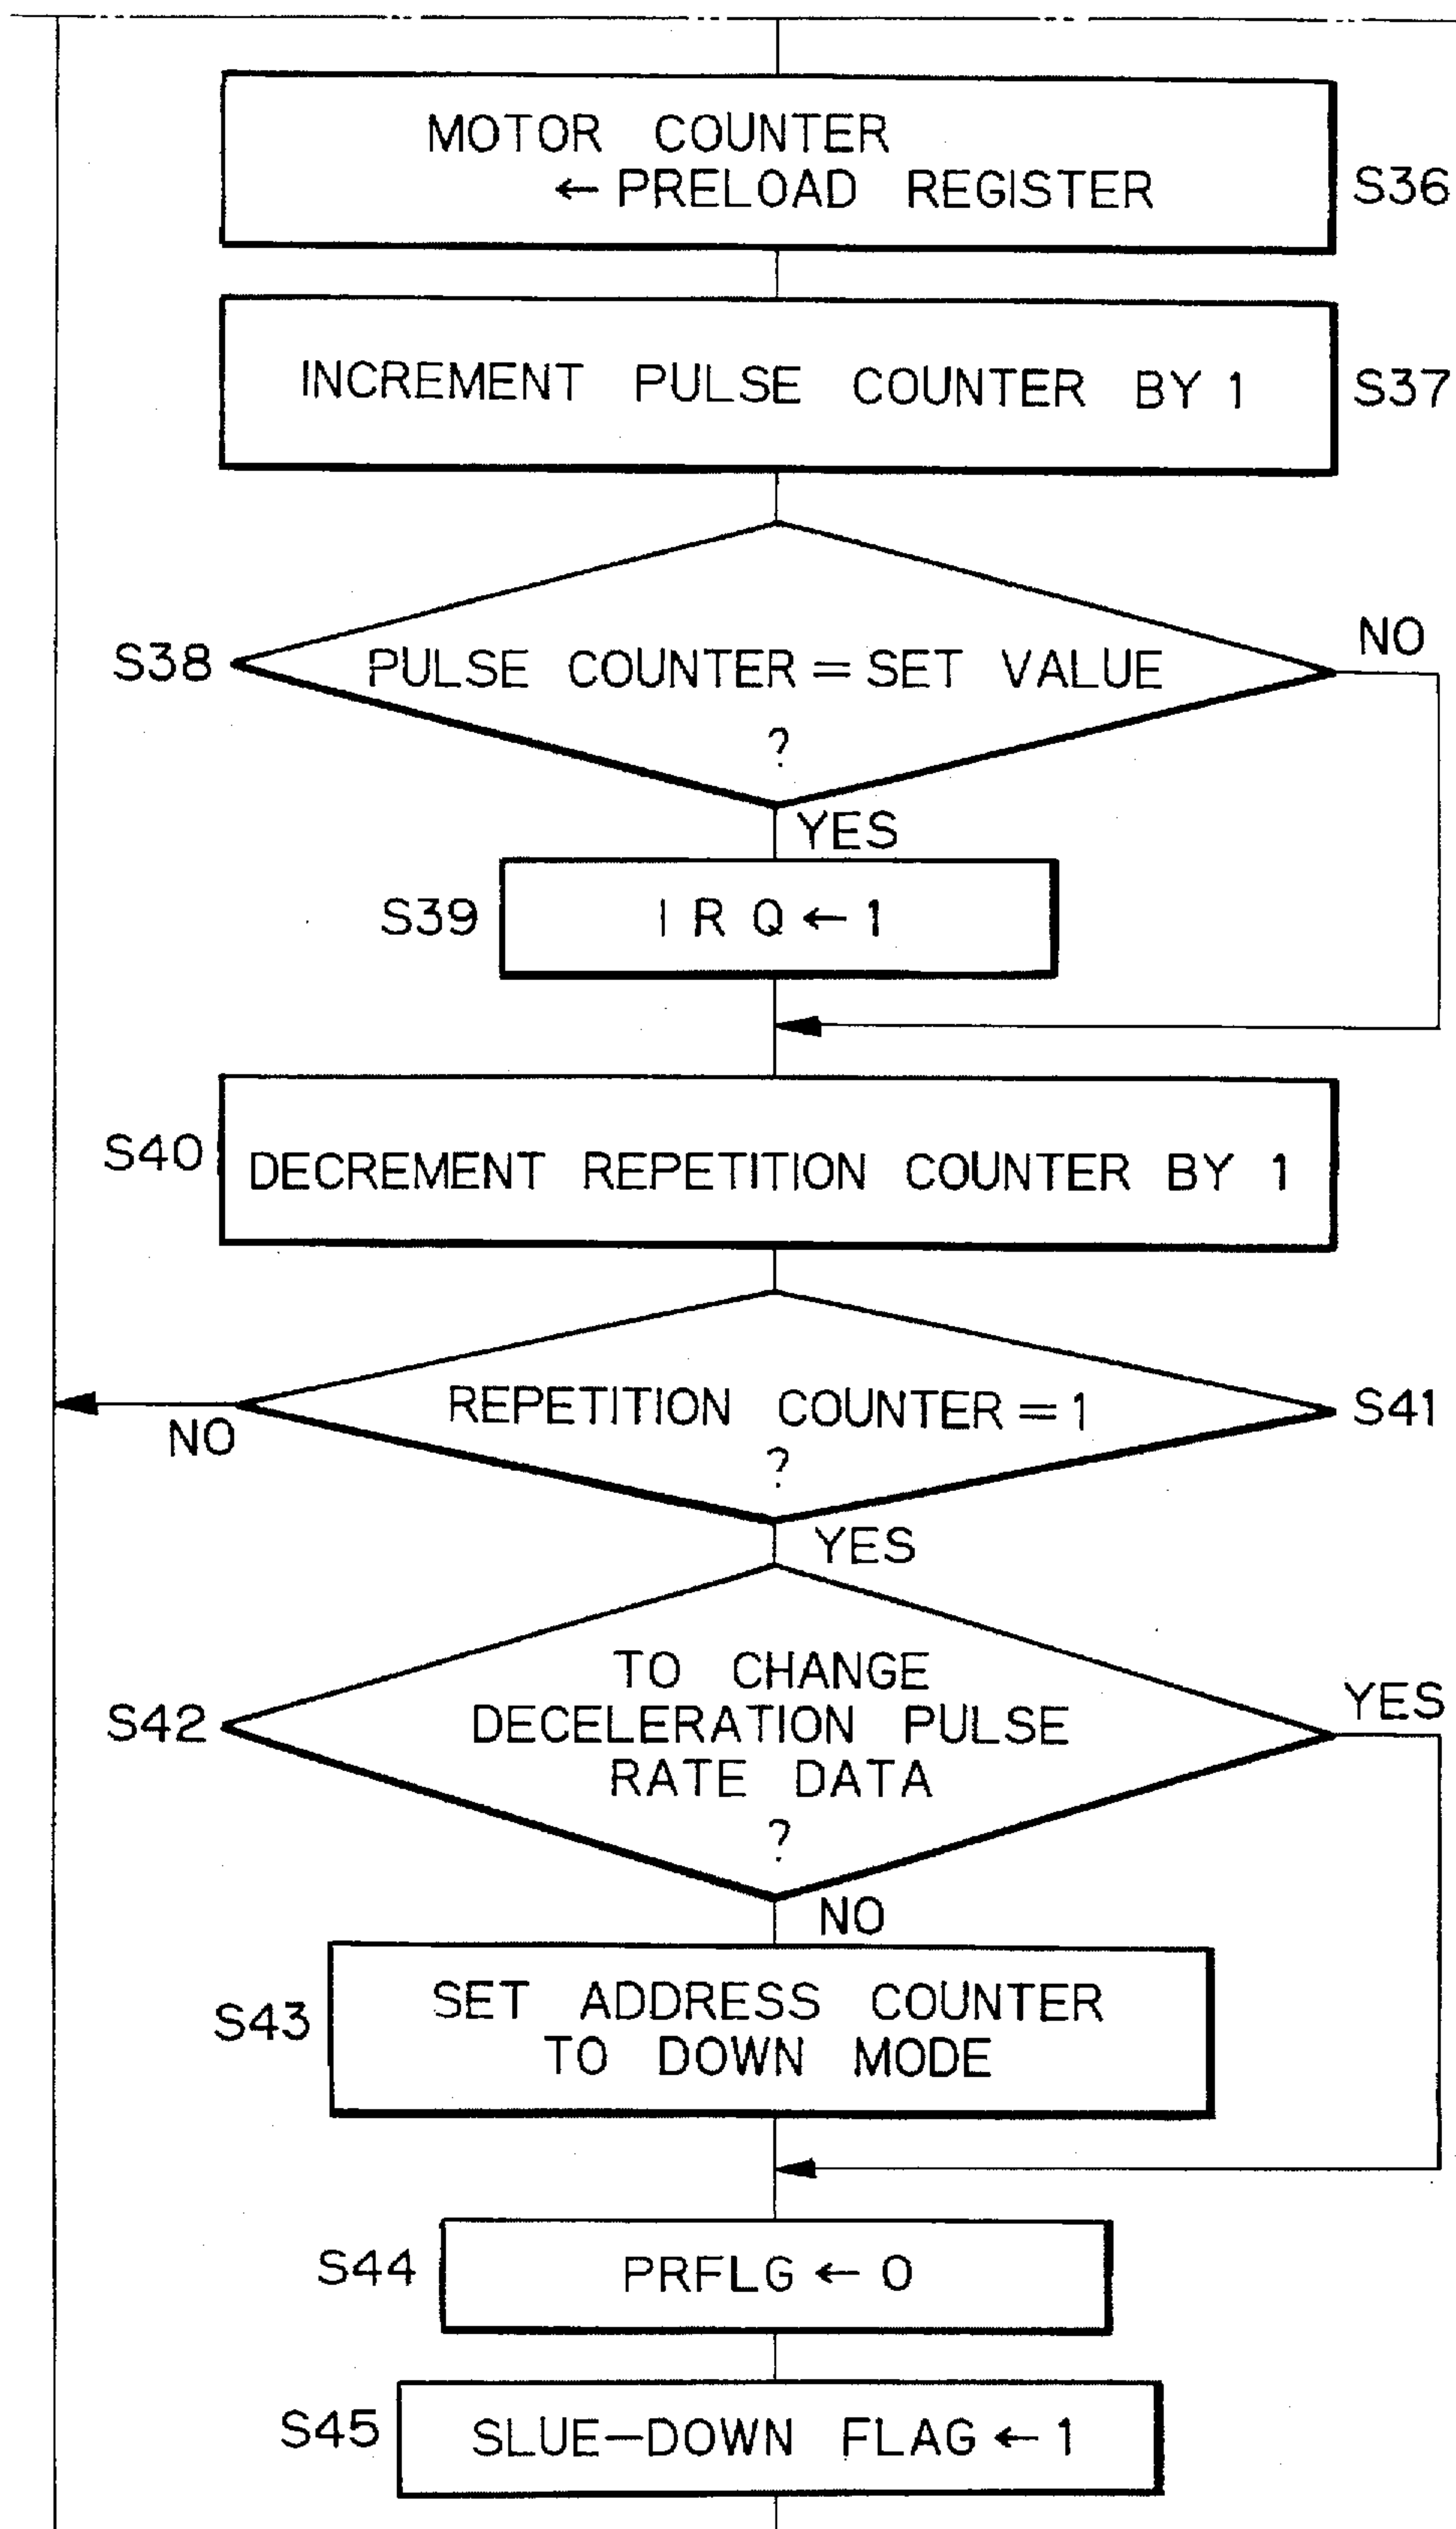 MOTOR COUNTER
← PRELOAD REGISTER
S36
INCREMENT PULSE COUNTER BY 1
S37
S38
PULSE COUNTER = SET VALUE
?
NO
YES
S39
IRQ ← 1
S40
DECREMENT REPETITION COUNTER BY 1
REPETITION COUNTER = 1
?
S41
NO
YES
S42
TO CHANGE
DECELERATION PULSE
RATE DATA
?
YES
NO
S43
SET ADDRESS COUNTER
TO DOWN MODE
S44
PRFLG ← 0
S45
SLUE-DOWN FLAG ← 1